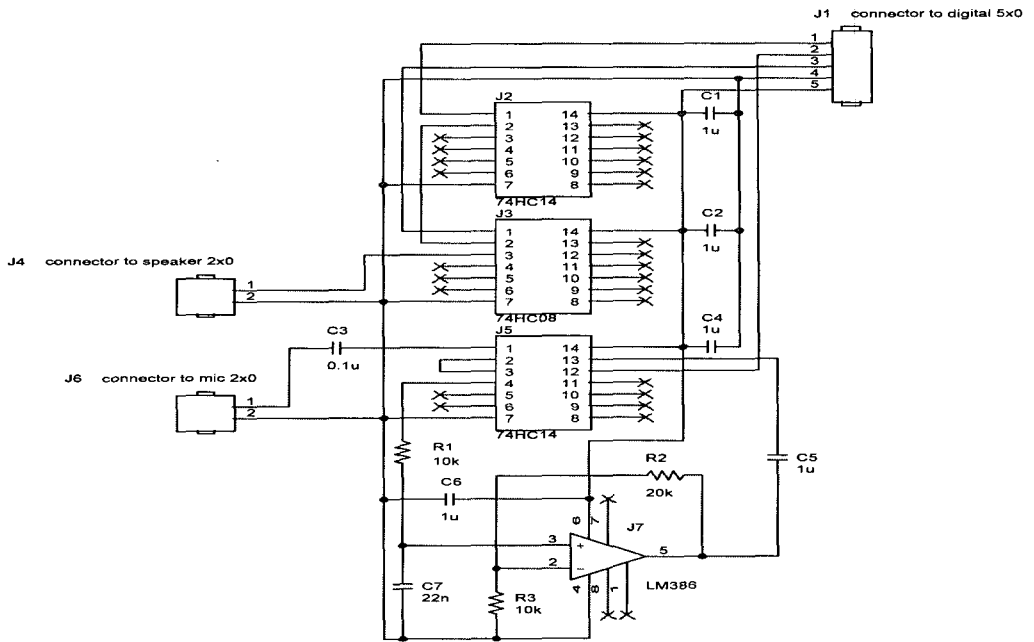 J1 connector to digital 5x0
1
2
3
4
5
J2
C1
1u
1 14
2 13
3 12
4 11
5 10
6 9
7 8
74HC14
J3
C2
1u
1 14
2 13
3 12
4 11
5 10
6 9
7 8
74HC08
J4 connector to speaker 2x0
1
2
J5
C4
1u
C3
0.1u
1 14
2 13
3 12
4 11
5 10
6 9
7 8
74HC14
J6 connector to mic 2x0
1
2
R1
10k
R2
20k
C5
1u
C6
1u
6
7
J7
3
+
2
–
5
4
8
1
LM386
C7
22n
R3
10k